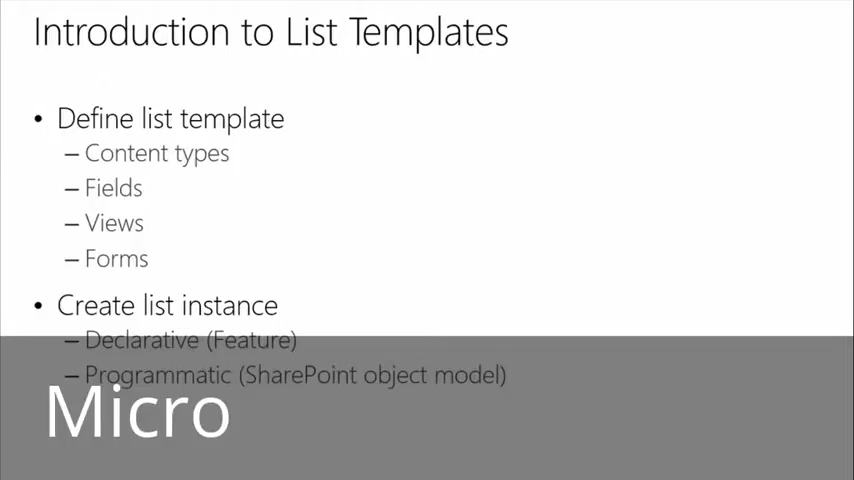 Introduction to List Templates
• Define list template
– Content types
– Fields
– Views
– Forms
• Create list instance
– Declarative (Feature)
– Programmatic (SharePoint object model)
Micro